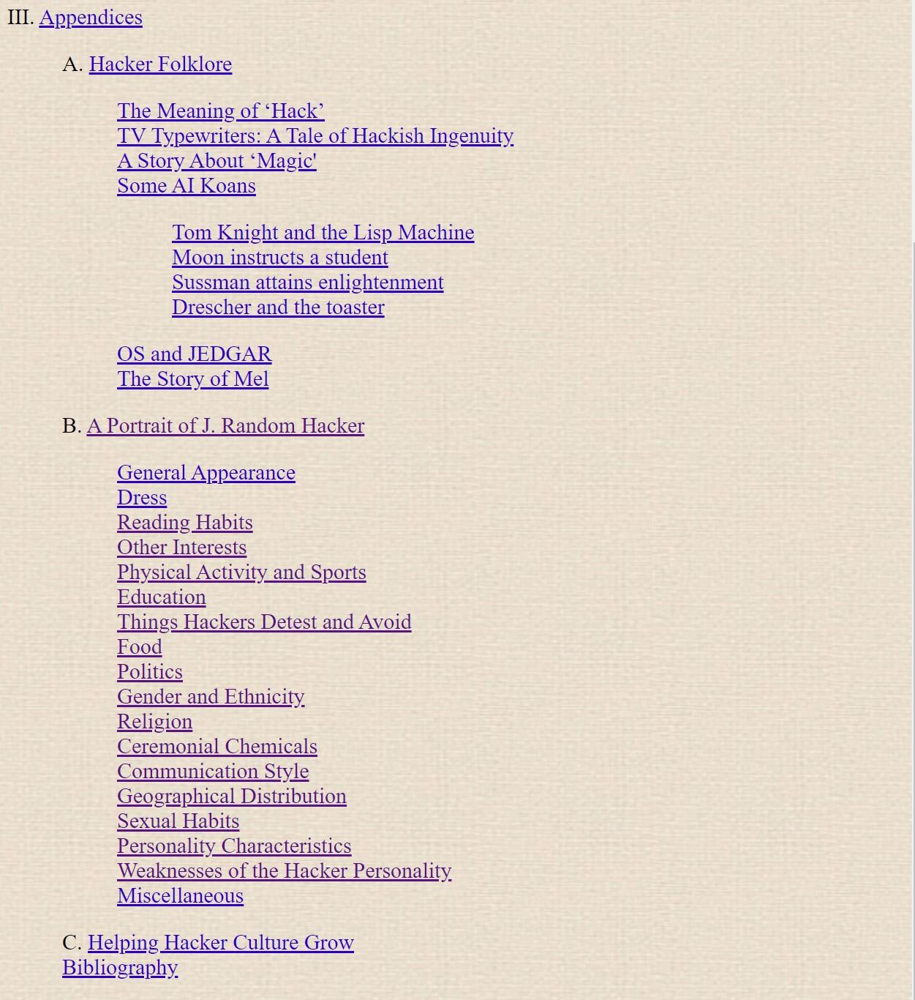 III. Appendices
A. Hacker Folklore
The Meaning of ‘Hack’
TV Typewriters: A Tale of Hackish Ingenuity
A Story About ‘Magic'
Some AI Koans
Tom Knight and the Lisp Machine
Moon instructs a student
Sussman attains enlightenment
Drescher and the toaster
OS and JEDGAR
The Story of Mel
B. A Portrait of J. Random Hacker
General Appearance
Dress
Reading Habits
Other Interests
Physical Activity and Sports
Education
Things Hackers Detest and Avoid
Food
Politics
Gender and Ethnicity
Religion
Ceremonial Chemicals
Communication Style
Geographical Distribution
Sexual Habits
Personality Characteristics
Weaknesses of the Hacker Personality
Miscellaneous
C. Helping Hacker Culture Grow
Bibliography